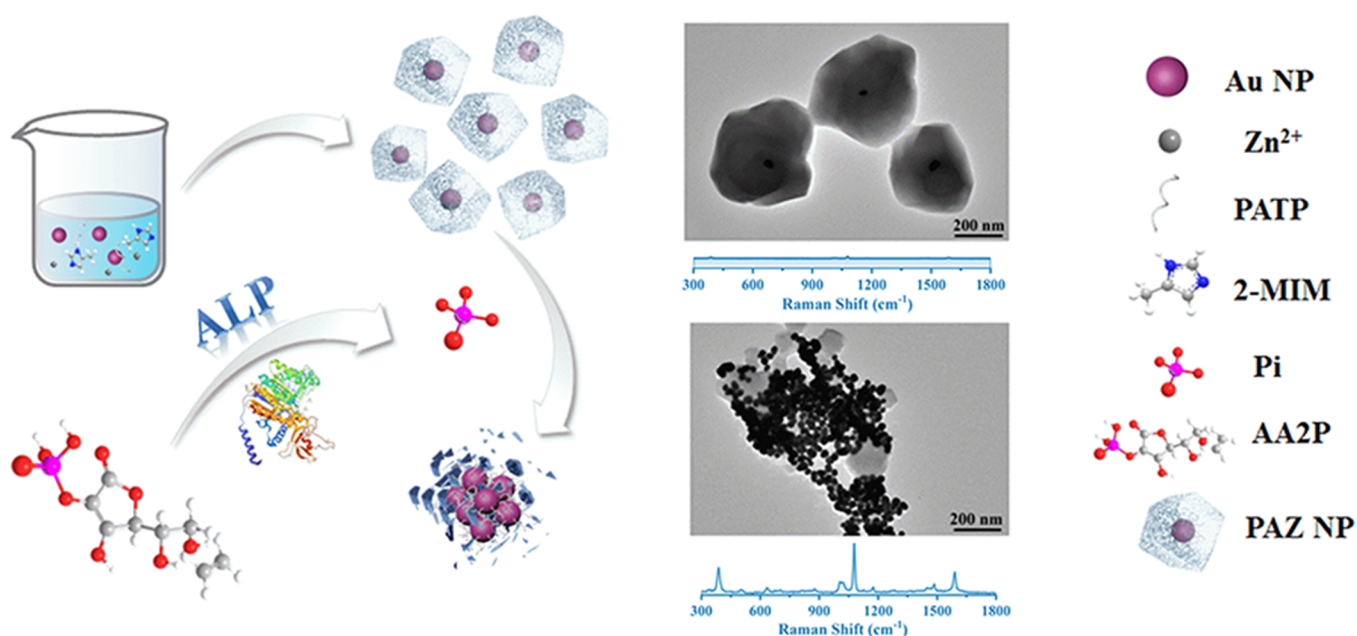 ALP
200 nm
300 600 900 1200 1500 1800
Raman Shift (cm⁻¹)
200 nm
300 600 900 1200 1500 1800
Raman Shift (cm⁻¹)
Au NP
Zn²⁺
PATP
2-MIM
Pi
AA2P
PAZ NP